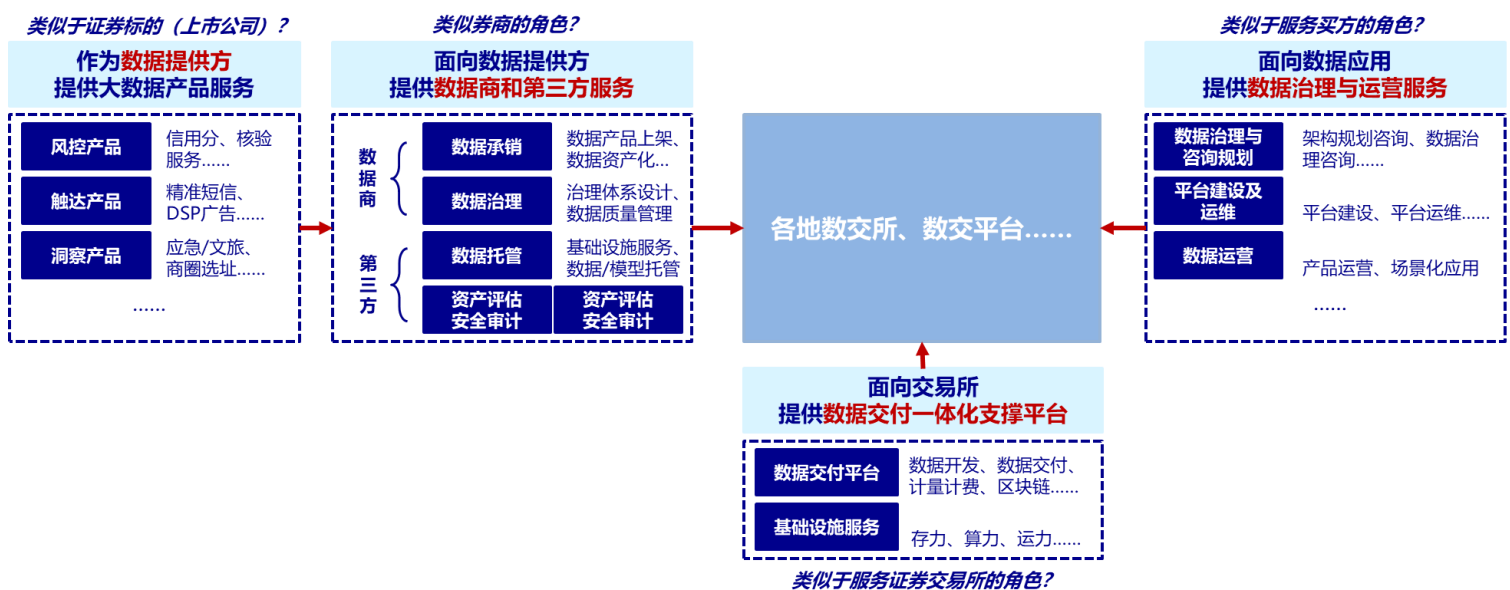 类似于证券标的（上市公司）?
作为数据提供方
提供大数据产品服务
风控产品
信用分、核验
服务……
触达产品
精准短信、
DSP广告……
洞察产品
应急/文旅、
商圈选址……
……
类似券商的角色?
面向数据提供方
提供数据商和第三方服务
数
据
商
数据承销
数据产品上架、
数据资产化...
数据治理
治理体系设计、
数据质量管理
第
三
方
数据托管
基础设施服务、
数据/模型托管
资产评估
安全审计
资产评估
安全审计
各地数交所、数交平台……
类似于服务买方的角色?
面向数据应用
提供数据治理与运营服务
数据治理与
咨询规划
架构规划咨询、数据治
理咨询……
平台建设及
运维
平台建设、平台运维……
数据运营
产品运营、场景化应用
……
面向交易所
提供数据交付一体化支撑平台
数据交付平台
数据开发、数据交付、
计量计费、区块链……
基础设施服务
存力、算力、运力……
类似于服务证券交易所的角色?